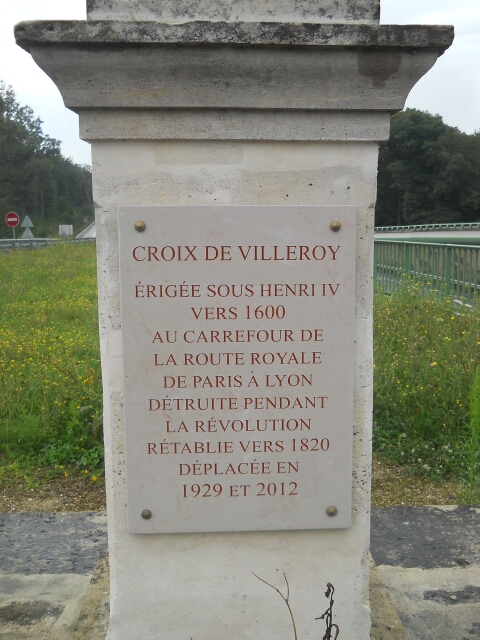 CROIX DE VILLEROY
ÉRIGÉE SOUS HENRI IV
VERS 1600
AU CARREFOUR DE
LA ROUTE ROYALE
DE PARIS À LYON
DÉTRUITE PENDANT
LA RÉVOLUTION
RÉTABLIE VERS 1820
DÉPLACÉE EN
1929 ET 2012